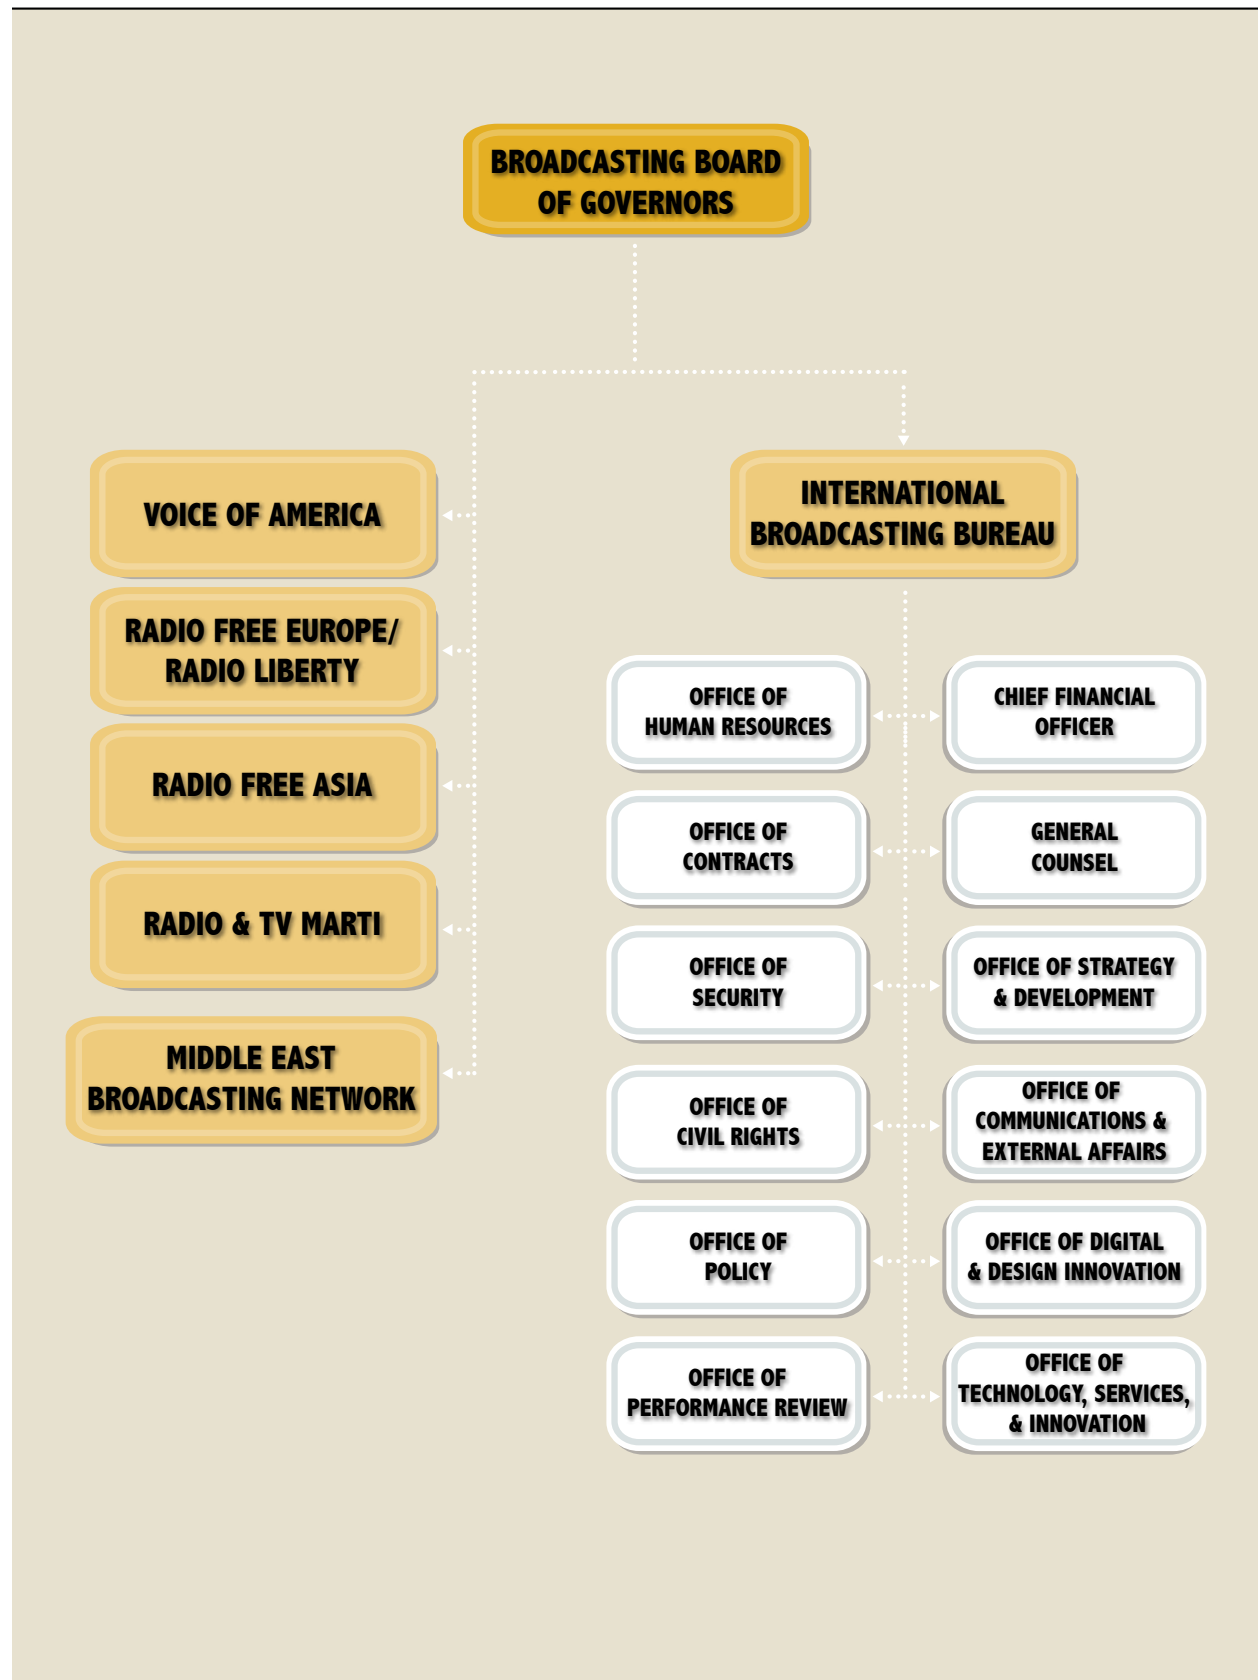 BROADCASTING BOARD
OF GOVERNORS
VOICE OF AMERICA
RADIO FREE EUROPE/
RADIO LIBERTY
RADIO FREE ASIA
RADIO & TV MARTI
MIDDLE EAST
BROADCASTING NETWORK
INTERNATIONAL
BROADCASTING BUREAU
OFFICE OF
HUMAN RESOURCES
CHIEF FINANCIAL
OFFICER
OFFICE OF
CONTRACTS
GENERAL
COUNSEL
OFFICE OF
SECURITY
OFFICE OF STRATEGY
& DEVELOPMENT
OFFICE OF
CIVIL RIGHTS
OFFICE OF
COMMUNICATIONS &
EXTERNAL AFFAIRS
OFFICE OF
POLICY
OFFICE OF DIGITAL
& DESIGN INNOVATION
OFFICE OF
PERFORMANCE REVIEW
OFFICE OF
TECHNOLOGY, SERVICES,
& INNOVATION